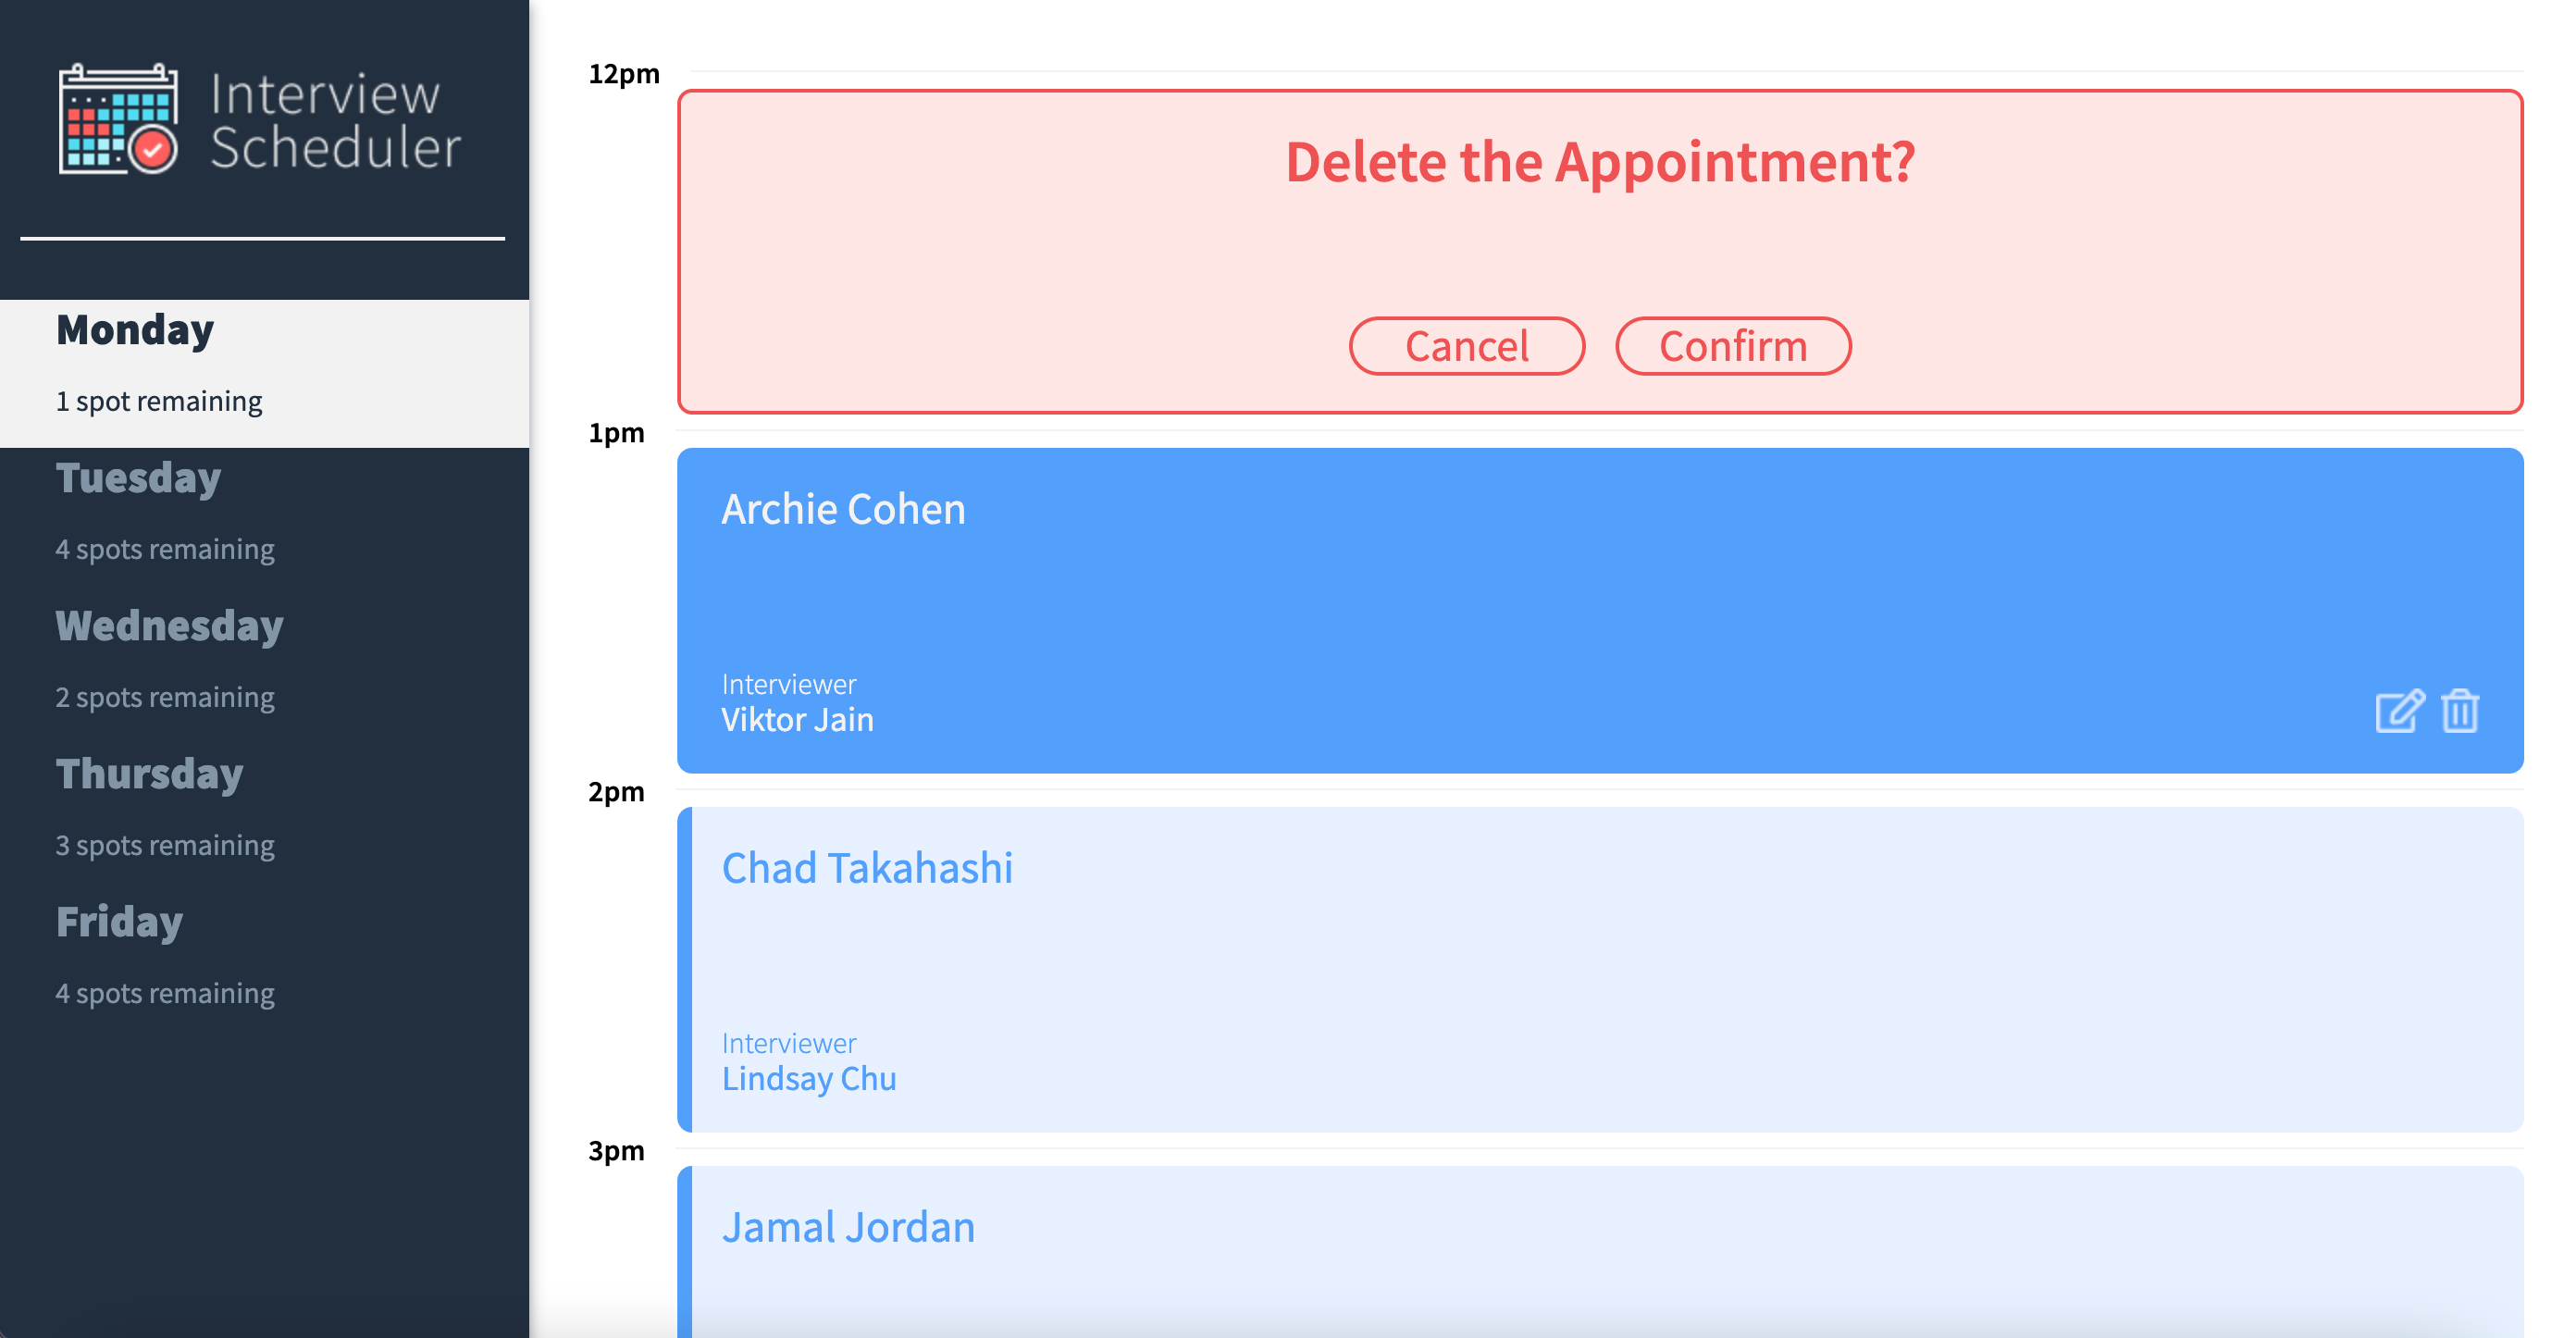 Interview
Scheduler
Monday
1 spot remaining
Tuesday
4 spots remaining
Wednesday
2 spots remaining
Thursday
3 spots remaining
Friday
4 spots remaining
12pm
Delete the Appointment?
Cancel Confirm
1pm
Archie Cohen
Interviewer
Viktor Jain
2pm
Chad Takahashi
Interviewer
Lindsay Chu
3pm
Jamal Jordan